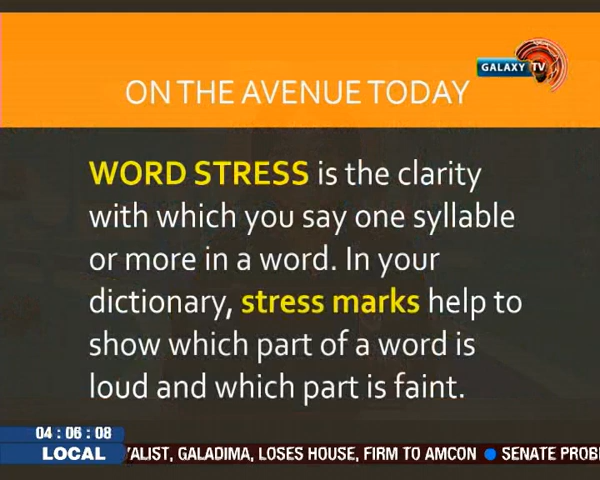 GALAXY TV
ON THE AVENUE TODAY
WORD STRESS is the clarity
with which you say one syllable
or more in a word. In your
dictionary, stress marks help to
show which part of a word is
loud and which part is faint.
04:06:08
LOCAL
'ALIST, GALADIMA, LOSES HOUSE, FIRM TO AMCON SENATE PROB